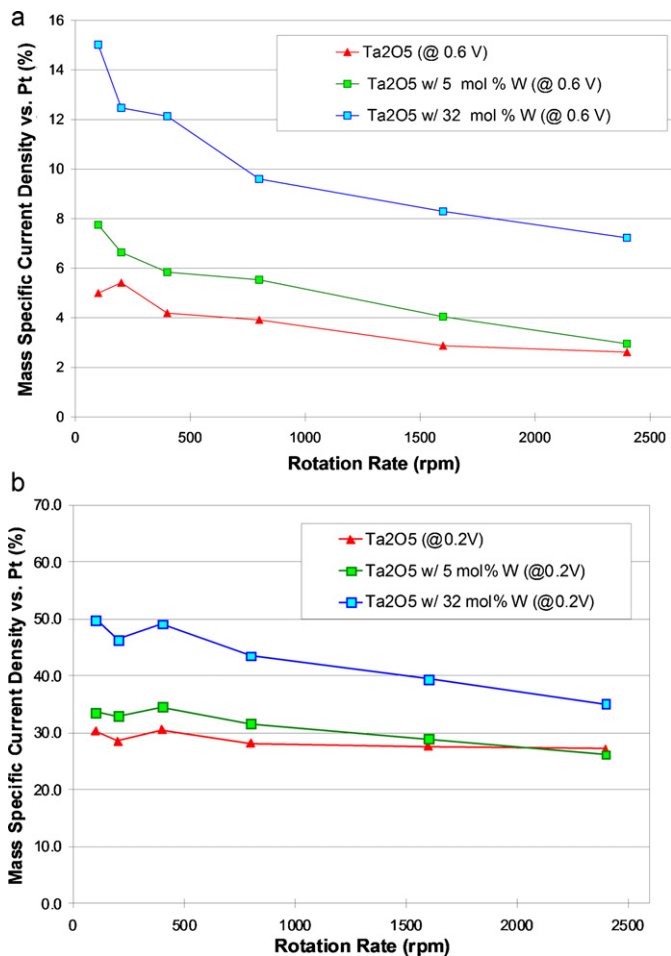 a
16
14
12
10
8
6
4
2
0
Mass Specific Current Density vs. Pt (%)
Ta2O5 (@ 0.6 V)
Ta2O5 w/ 5 mol % W (@ 0.6 V)
Ta2O5 w/ 32 mol % W (@ 0.6 V)
0 500 1000 1500 2000 2500
Rotation Rate (rpm)
b
70.0
60.0
50.0
40.0
30.0
20.0
10.0
0.0
Mass Specific Current Density vs. Pt (%)
Ta2O5 (@0.2V)
Ta2O5 w/ 5 mol% W (@0.2V)
Ta2O5 w/ 32 mol% W (@0.2V)
0 500 1000 1500 2000 2500
Rotation Rate (rpm)